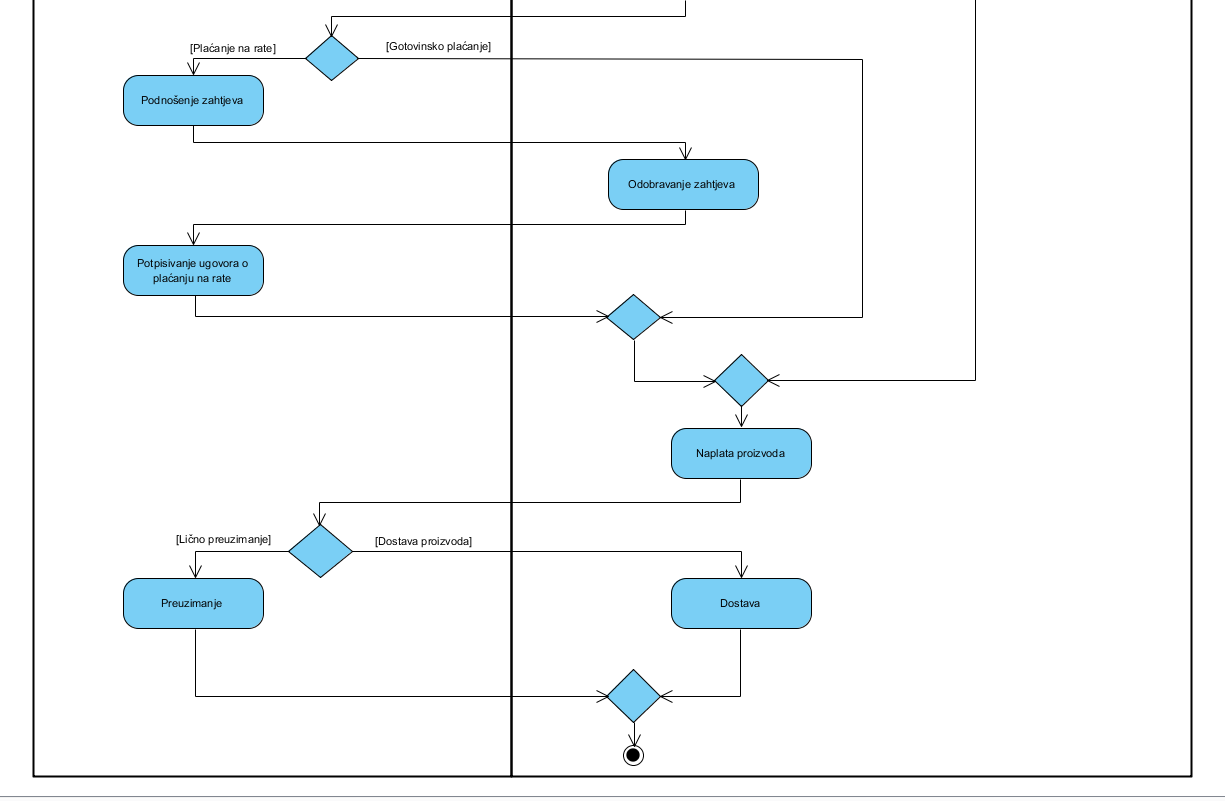 [Plaćanje na rate]
[Gotovinsko plaćanje]
Podnošenje zahtjeva
Odobravanje zahtjeva
Potpisivanje ugovora o
plaćanju na rate
Naplata proizvoda
[Lično preuzimanje]
[Dostava proizvoda]
Preuzimanje
Dostava